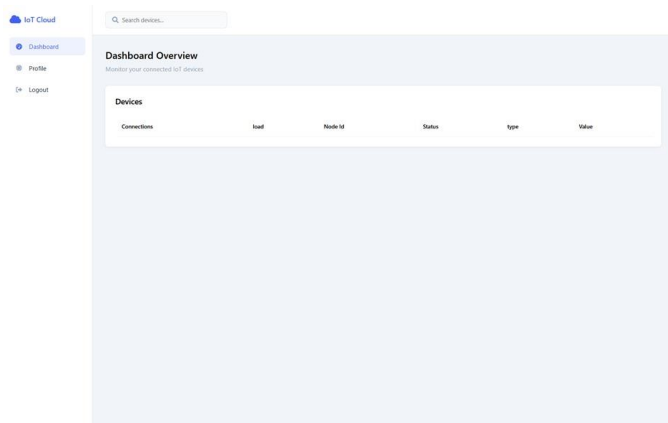 IoT Cloud
Search devices...
Dashboard
Profile
Logout
Dashboard Overview
Monitor your connected IoT devices
Devices
Connections load Node Id Status type Value